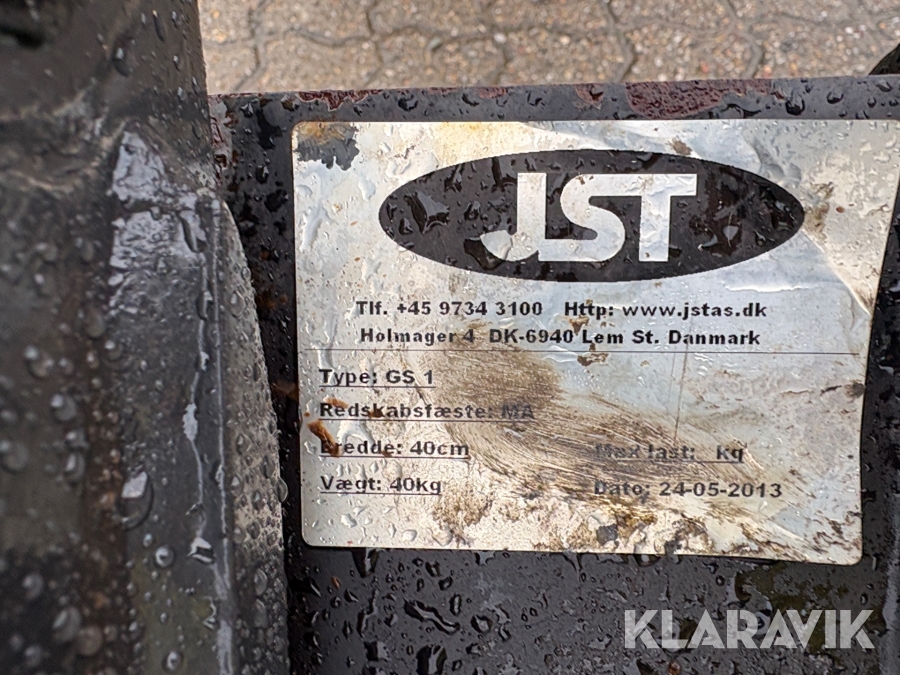 JST
Tlf. +45 9734 3100 Http: www.jstas.dk
Holmager 4 DK-6940 Lem St. Danmark
Type: GS 1
Redskabsfæste: MA
Bredde: 40cm Max last: kg
Vægt: 40kg Dato: 24-05-2013
KLARAVIK